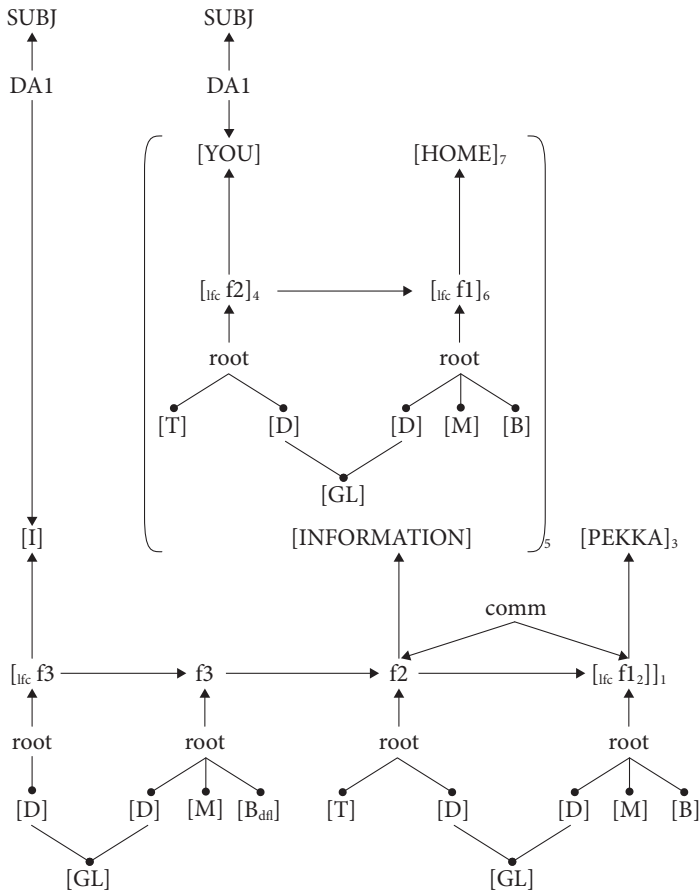 SUBJ SUBJ
DA1 DA1
[YOU] [HOME]₇
[lfc f2]₄ [lfc f1]₆
root root
[T] [D] [D] [M] [B]
[GL]
[I] [INFORMATION] ₅ [PEKKA]₃
comm
[lfc f3 f3 f2 [lfc f1₂]]₁
root root root root
[D] [D] [M] [Bdfl] [T] [D] [D] [M] [B]
[GL] [GL]